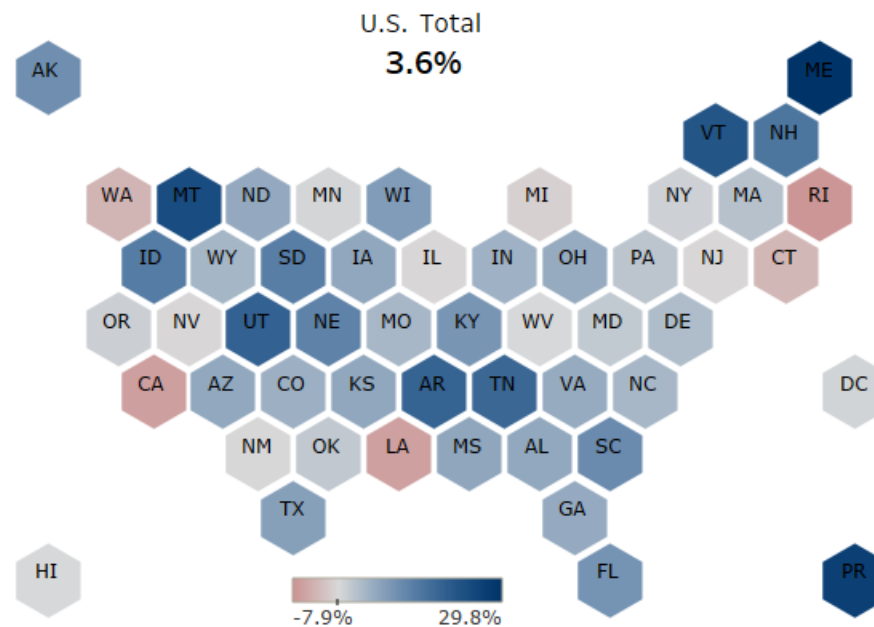 U.S. Total
3.6%
AK
ME
VT NH
WA MT ND MN WI MI NY MA RI
ID WY SD IA IL IN OH PA NJ CT
OR NV UT NE MO KY WV MD DE
CA AZ CO KS AR TN VA NC DC
NM OK LA MS AL SC
TX GA
HI FL PR
-7.9% 29.8%